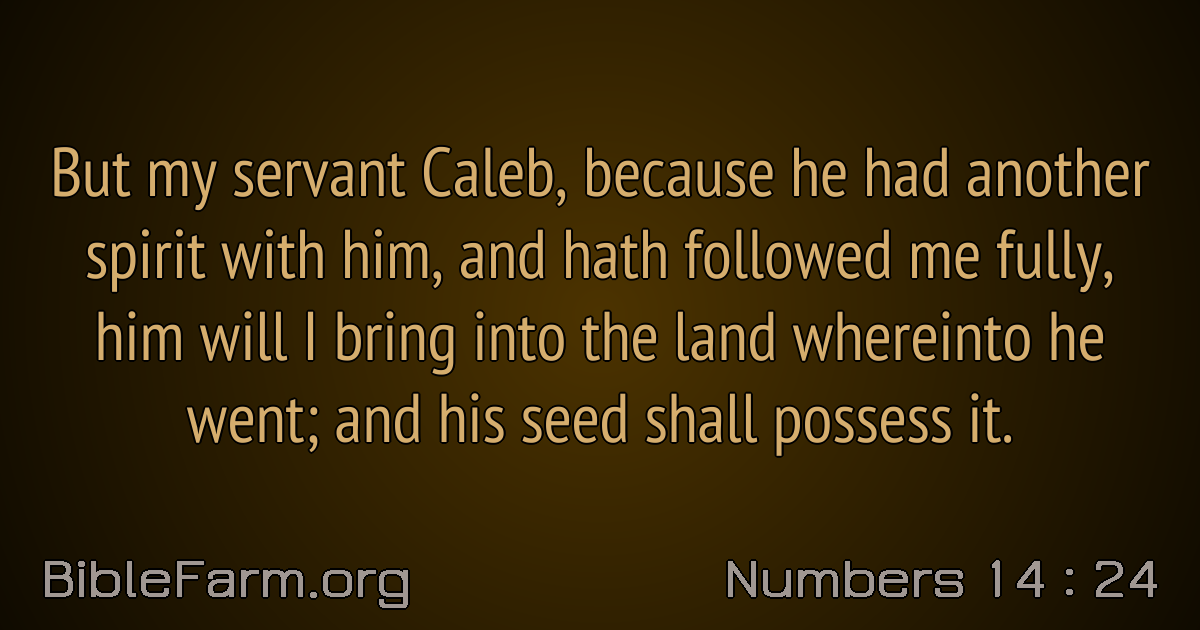 But my servant Caleb, because he had another
spirit with him, and hath followed me fully,
him will I bring into the land whereinto he
went; and his seed shall possess it.
BibleFarm.org
Numbers 14 : 24